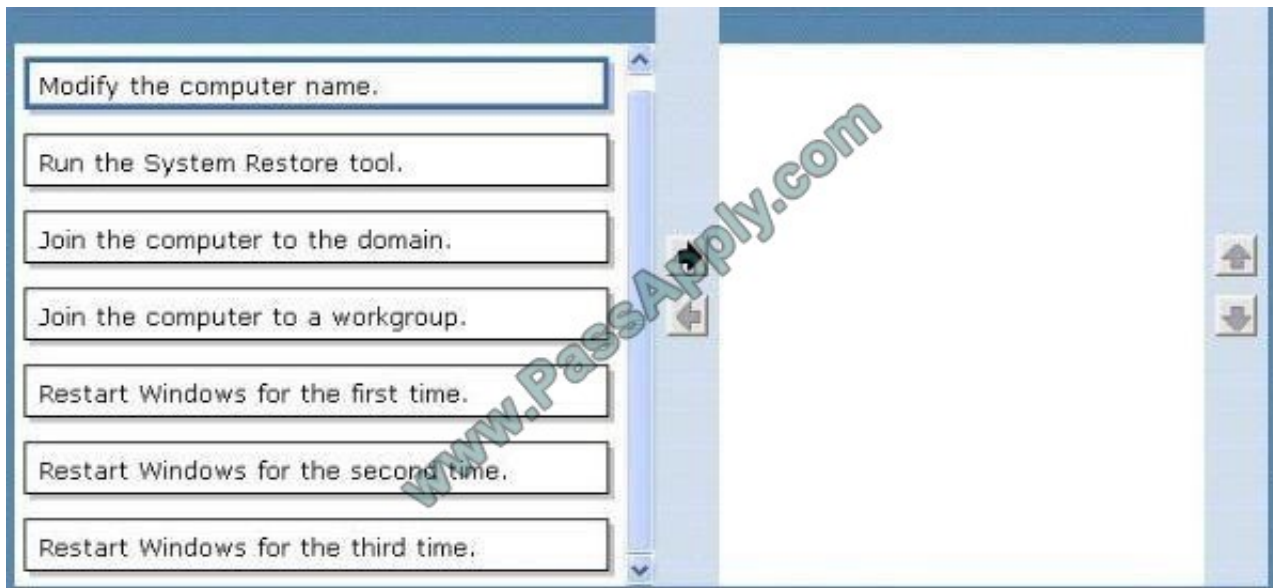 Modify the computer name.
Run the System Restore tool.
Join the computer to the domain.
Join the computer to a workgroup.
Restart Windows for the first time.
Restart Windows for the second time.
Restart Windows for the third time.
www.PassApply.com